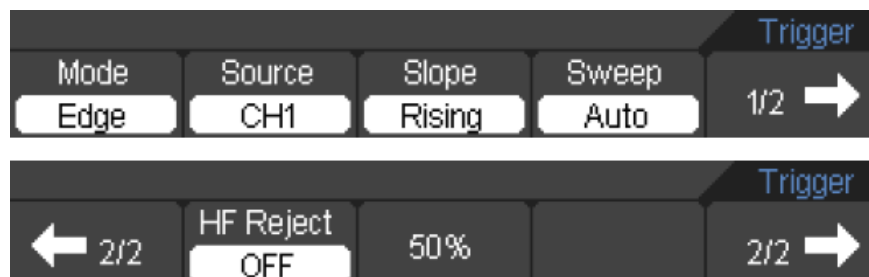 Trigger
Mode Source Slope Sweep
Edge CH1 Rising Auto 1/2
Trigger
2/2 HF Reject 50% 2/2
OFF